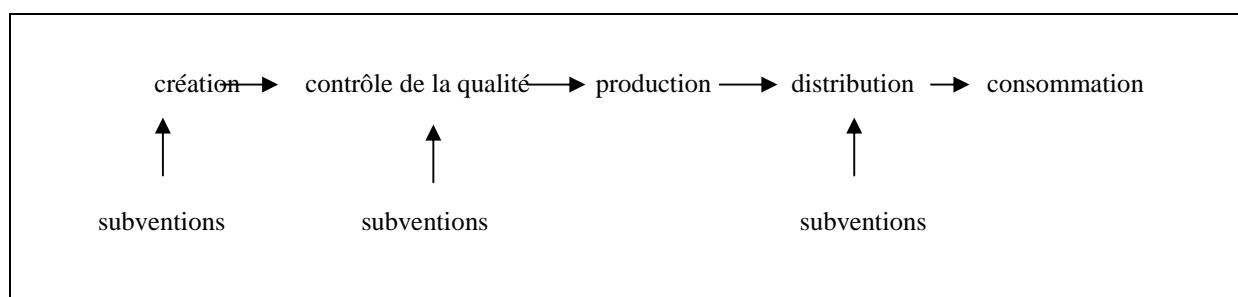 création contrôle de la qualité production distribution consommation
subventions subventions subventions